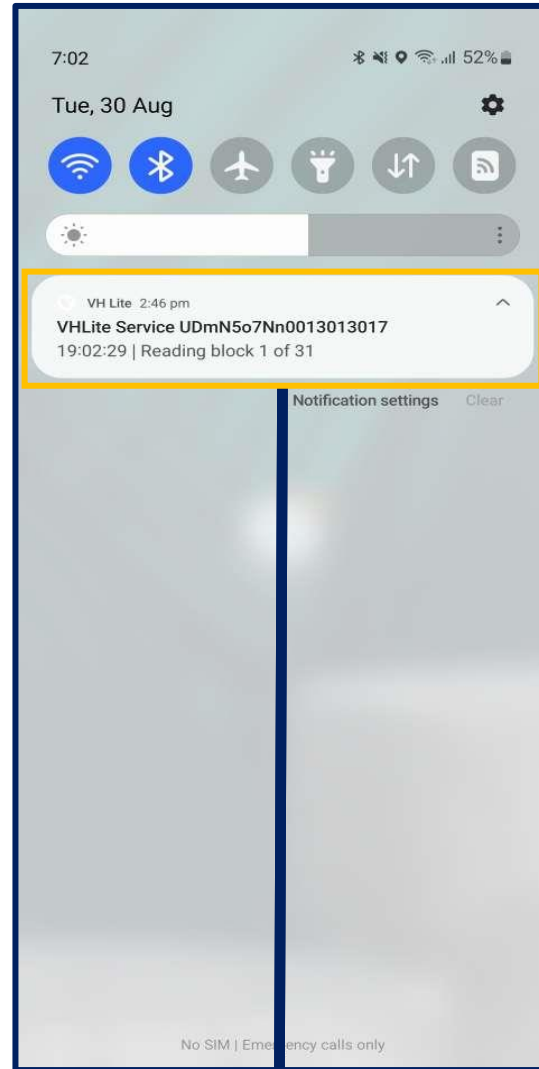 7:02 52%
Tue, 30 Aug
VH Lite 2:46 pm
VHLite Service UDmN5o7Nn0013013017
19:02:29 | Reading block 1 of 31
Notification settings Clear
No SIM | Emergency calls only